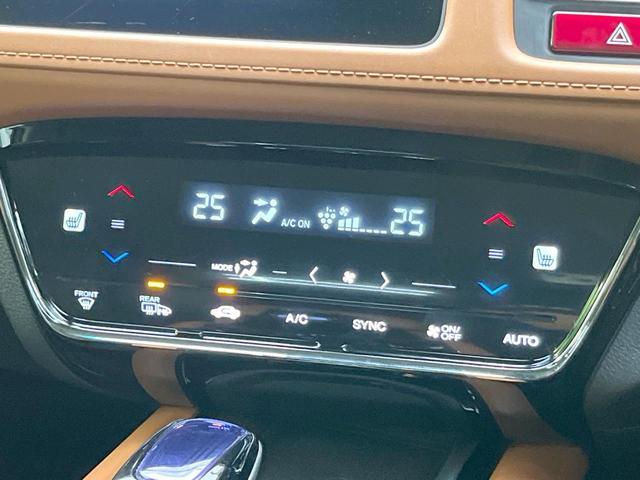 25 A/C ON 25
MODE
FRONT REAR A/C SYNC ON/OFF AUTO